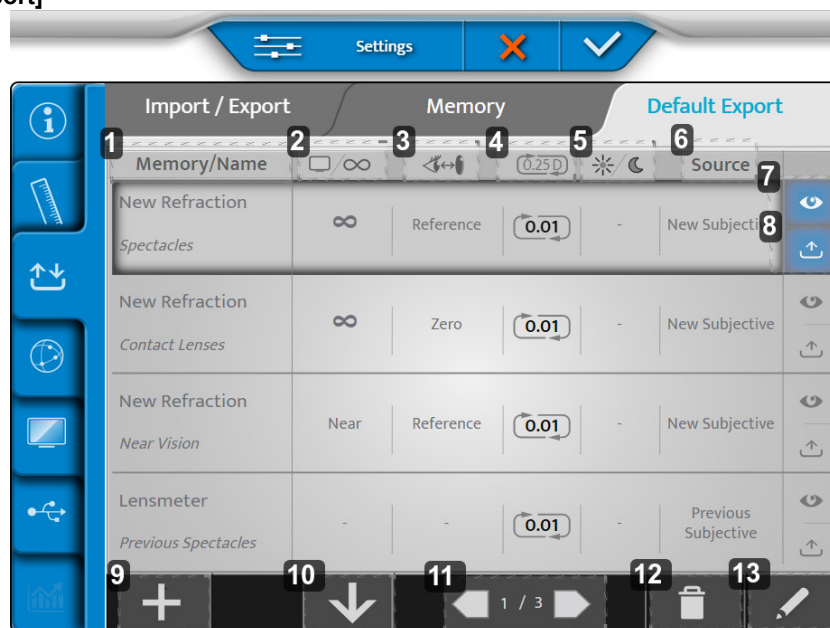 ort]
Settings
Import / Export
Memory
Default Export
1
2
3
4
5
6
Memory/Name
/∞
0.25 D
/
Source
7
New Refraction
Spectacles
∞
Reference
0.01
-
New Subjecti
8
New Refraction
Contact Lenses
∞
Zero
0.01
-
New Subjective
New Refraction
Near Vision
Near
Reference
0.01
-
New Subjective
Lensmeter
Previous Spectacles
-
-
0.01
-
Previous
Subjective
9
10
11
12
13
1 / 3